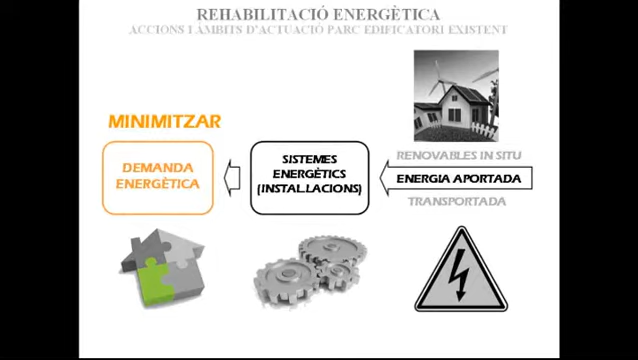 REHABILITACIÓ ENERGÈTICA
ACCIONS I ÀMBITS D'ACTUACIÓ PARC EDIFICATORI EXISTENT
MINIMITZAR
DEMANDA
ENERGÈTICA
SISTEMES
ENERGÈTICS
(INSTAL.LACIONS)
RENOVABLES IN SITU
ENERGIA APORTADA
TRANSPORTADA